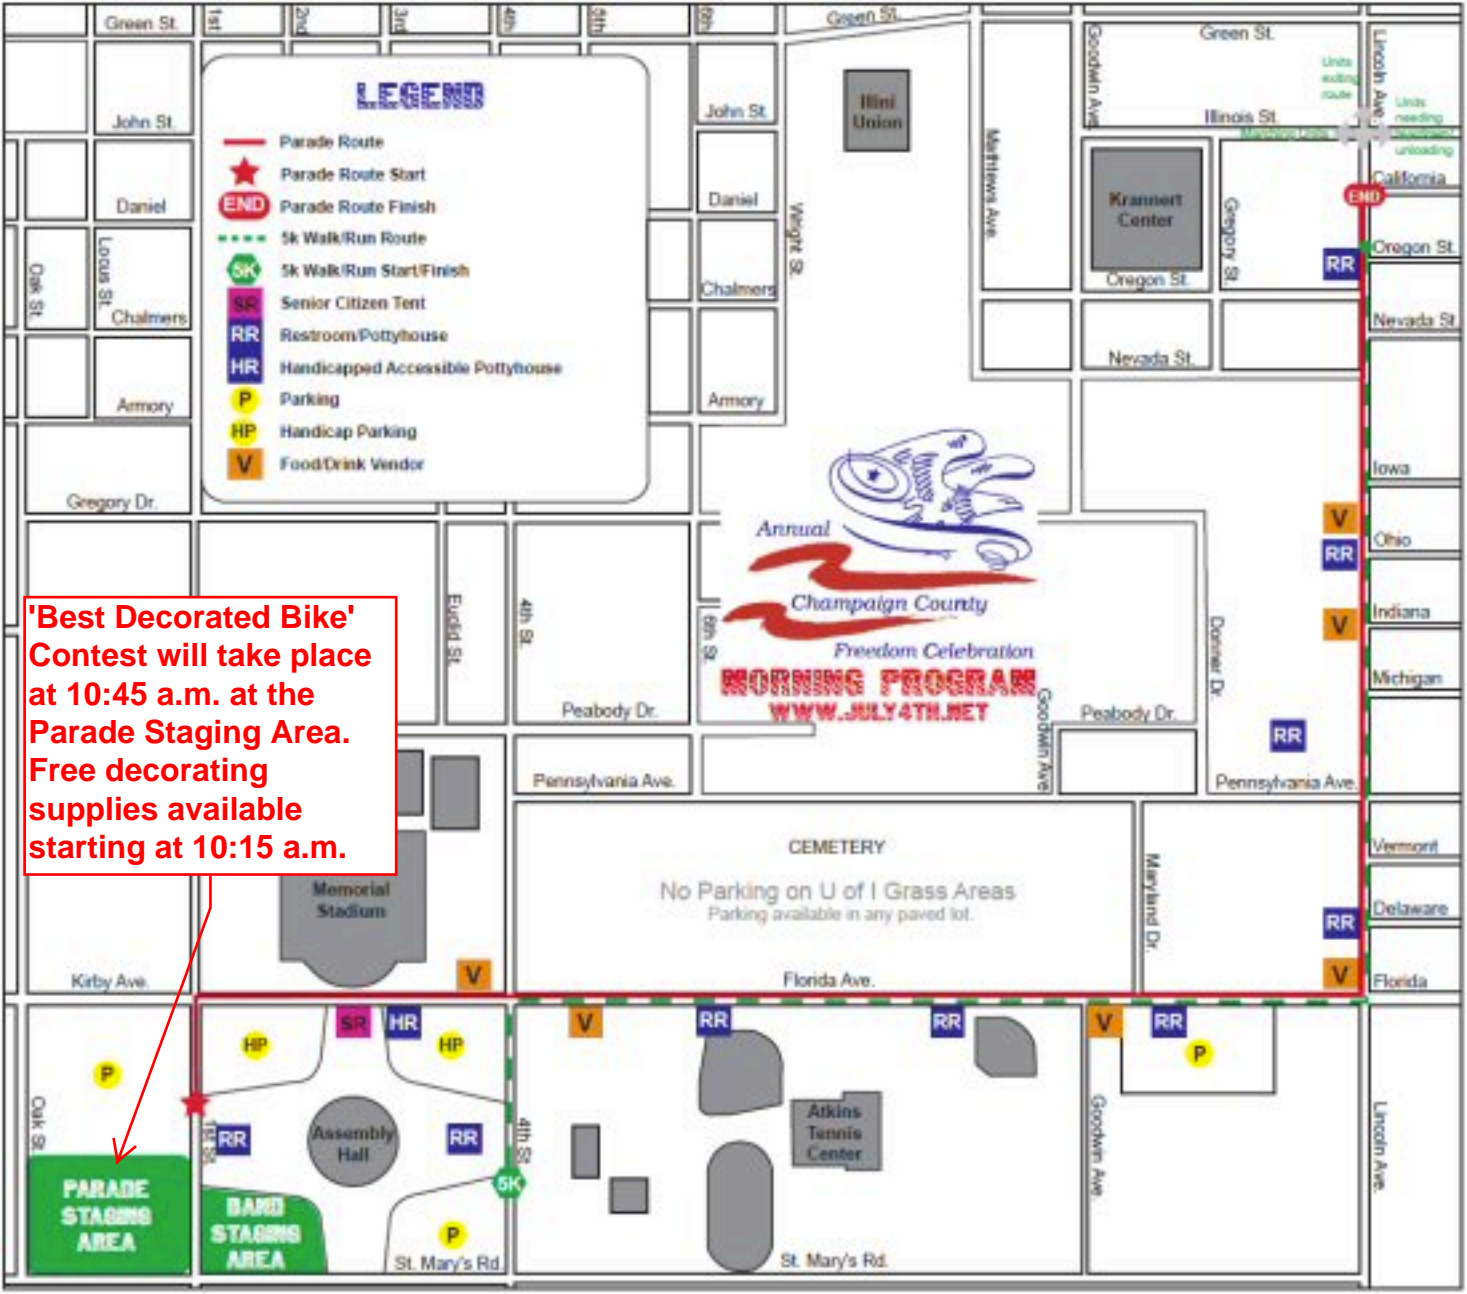 Green St.
1st
2nd
3rd
4th
5th
6th
Green St.
Goodwin Ave.
Green St.
Lincoln Ave.
Units
exiting
route
Units
needing
unloading
Illinois St.
Marching Units
John St.
John St.
Illini
Union
Mathews Ave.
Krannert
Center
Gregory St.
California
END
Oregon St.
RR
Oregon St.
Nevada St.
Nevada St.
Daniel
Daniel
Wright St.
Oak St.
Locus St.
Chalmers
Chalmers
Armory
Armory
Gregory Dr.
LEGEND
Parade Route
Parade Route Start
END Parade Route Finish
5k Walk/Run Route
5K 5k Walk/Run Start/Finish
SR Senior Citizen Tent
RR Restroom/Pottyhouse
HR Handicapped Accessible Pottyhouse
P Parking
HP Handicap Parking
V Food/Drink Vendor
Iowa
V
Ohio
RR
Indiana
V
Michigan
Annual
Champaign County
Freedom Celebration
MORNING PROGRAM
WWW.JULY4TH.NET
Euclid St.
4th St.
6th St.
Donner Dr.
Goodwin Ave.
Peabody Dr.
Peabody Dr.
RR
Pennsylvania Ave.
Pennsylvania Ave.
'Best Decorated Bike'
Contest will take place
at 10:45 a.m. at the
Parade Staging Area.
Free decorating
supplies available
starting at 10:15 a.m.
CEMETERY
No Parking on U of I Grass Areas
Parking available in any paved lot.
Maryland Dr.
Vermont
Delaware
RR
Memorial
Stadium
V
Kirby Ave.
Florida Ave.
V
Florida
SR
HR
HP
HP
P
V
RR
RR
V
RR
P
Oak St.
1st St.
RR
Assembly
Hall
RR
4th St.
5K
Atkins
Tennis
Center
Goodwin Ave.
Lincoln Ave.
PARADE
STAGING
AREA
BAND
STAGING
AREA
P
St. Mary's Rd.
St. Mary's Rd.